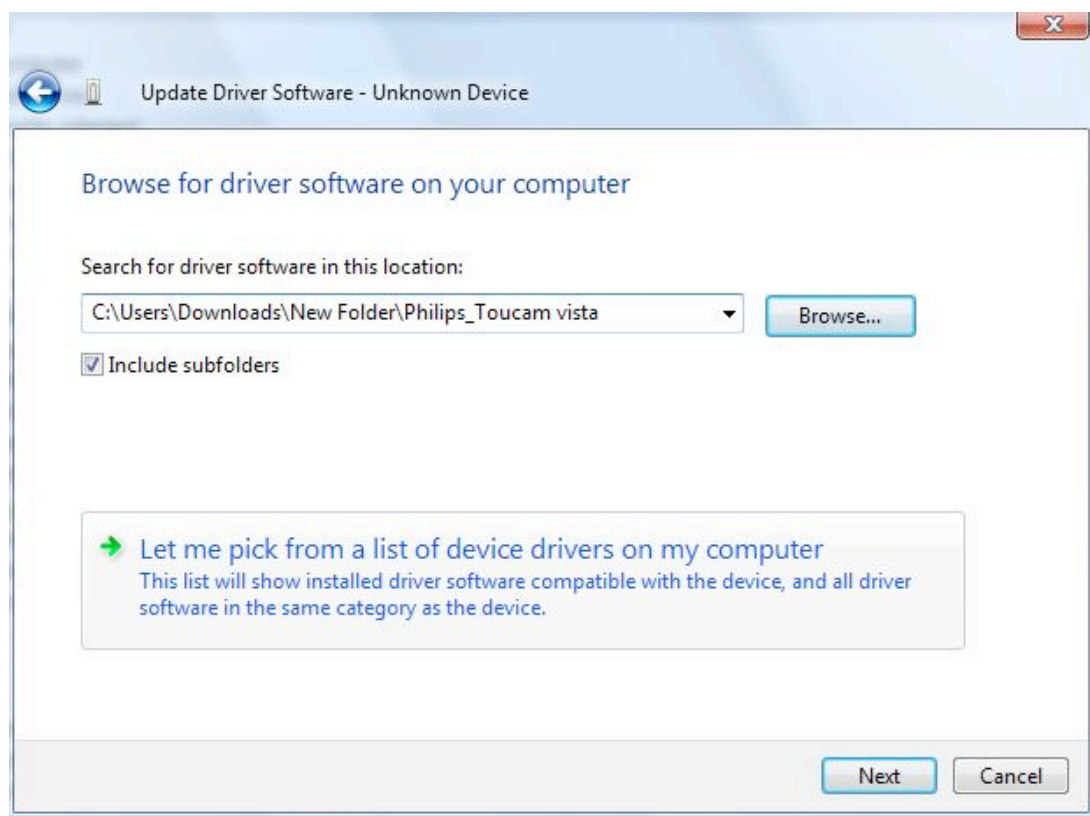 Update Driver Software - Unknown Device
Browse for driver software on your computer
Search for driver software in this location:
C:\Users\Downloads\New Folder\Philips_Toucam vista
Browse...
Include subfolders
Let me pick from a list of device drivers on my computer
This list will show installed driver software compatible with the device, and all driver
software in the same category as the device.
Next
Cancel